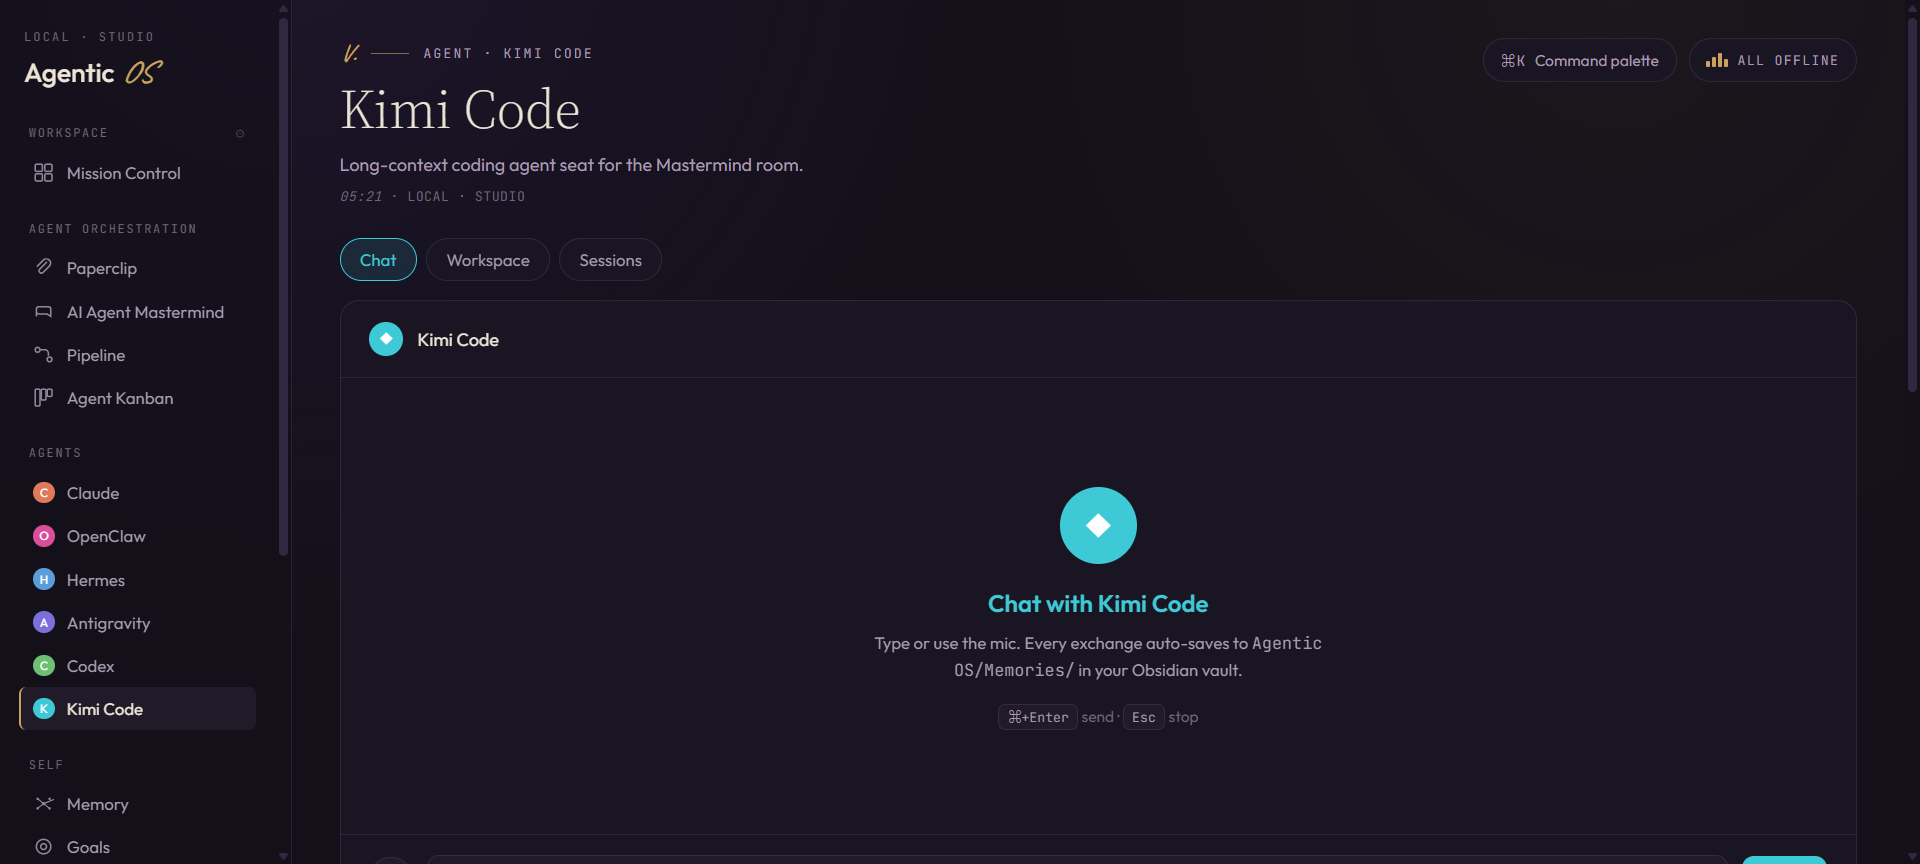 LOCAL · STUDIO
Agentic OS
WORKSPACE
Mission Control
AGENT ORCHESTRATION
Paperclip
AI Agent Mastermind
Pipeline
Agent Kanban
AGENTS
C Claude
O OpenClaw
H Hermes
A Antigravity
C Codex
K Kimi Code
SELF
Memory
Goals
V. AGENT · KIMI CODE
Kimi Code
Long-context coding agent seat for the Mastermind room.
05:21 · LOCAL · STUDIO
⌘K Command palette
ALL OFFLINE
Chat
Workspace
Sessions
Kimi Code
Chat with Kimi Code
Type or use the mic. Every exchange auto-saves to Agentic
OS/Memories/ in your Obsidian vault.
⌘+Enter send · Esc stop